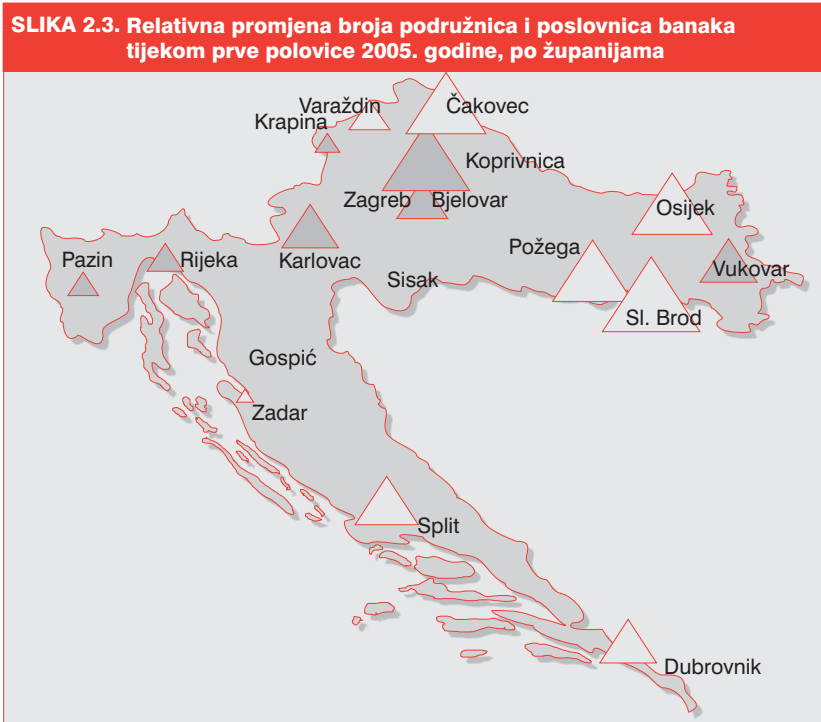 SLIKA 2.3. Relativna promjena broja podružnica i poslovnica banaka
tijekom prve polovice 2005. godine, po županijama
Varaždin
Čakovec
Krapina
Koprivnica
Zagreb
Bjelovar
Osijek
Požega
Pazin
Rijeka
Karlovac
Vukovar
Sisak
Sl. Brod
Gospić
Zadar
Split
Dubrovnik